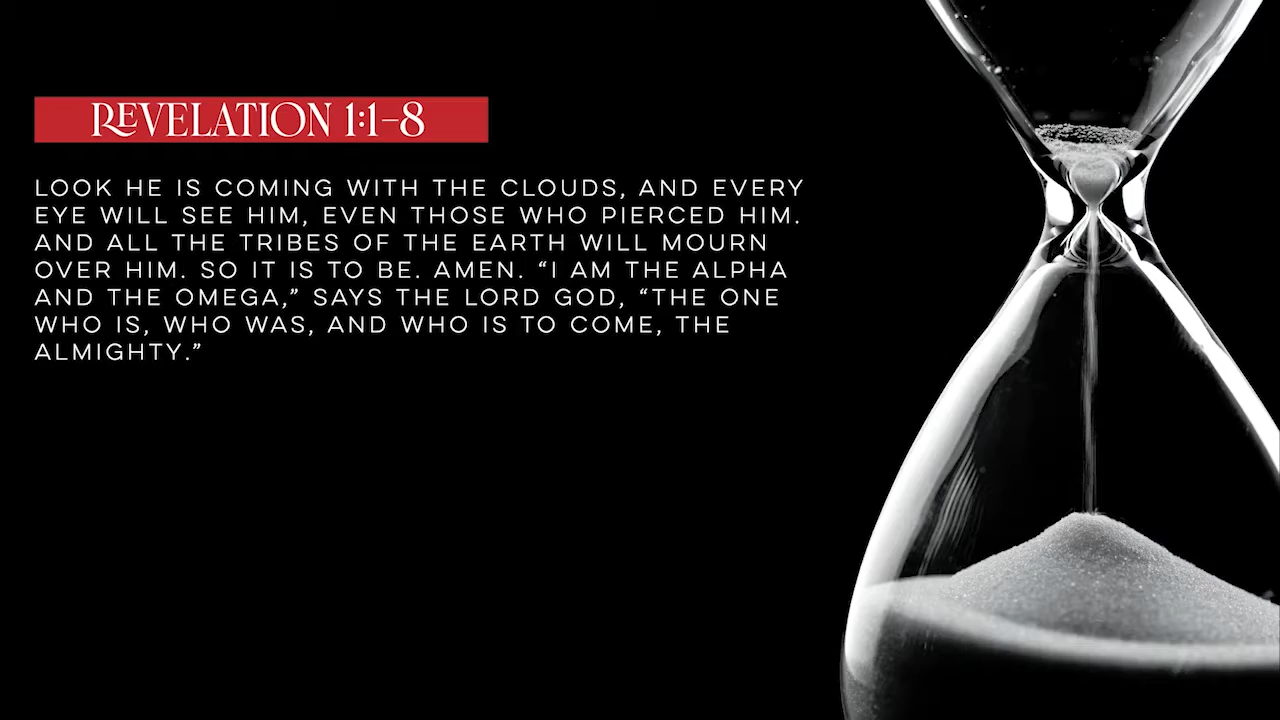 REVELATION 1:1–8
LOOK HE IS COMING WITH THE CLOUDS, AND EVERY
EYE WILL SEE HIM, EVEN THOSE WHO PIERCED HIM.
AND ALL THE TRIBES OF THE EARTH WILL MOURN
OVER HIM. SO IT IS TO BE. AMEN. “I AM THE ALPHA
AND THE OMEGA,” SAYS THE LORD GOD, “THE ONE
WHO IS, WHO WAS, AND WHO IS TO COME, THE
ALMIGHTY.”